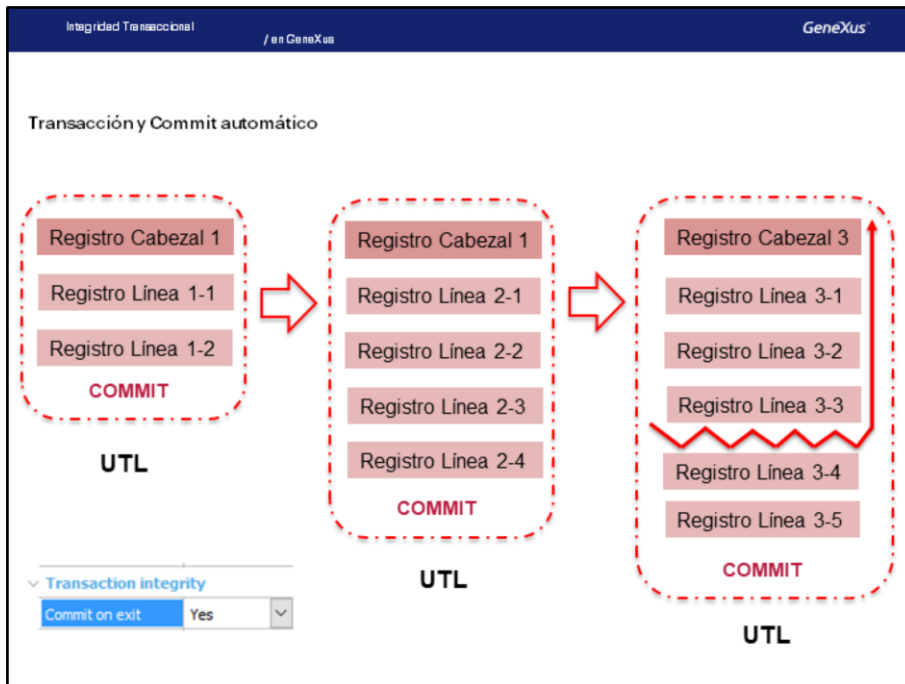 Integridad Transaccional
/ en GeneXus
GeneXus
Transacción y Commit automático
Registro Cabezal 1
Registro Línea 1-1
Registro Línea 1-2
COMMIT
UTL
Registro Cabezal 1
Registro Línea 2-1
Registro Línea 2-2
Registro Línea 2-3
Registro Línea 2-4
COMMIT
UTL
Registro Cabezal 3
Registro Línea 3-1
Registro Línea 3-2
Registro Línea 3-3
Registro Línea 3-4
Registro Línea 3-5
COMMIT
UTL
Transaction integrity
Commit on exit Yes